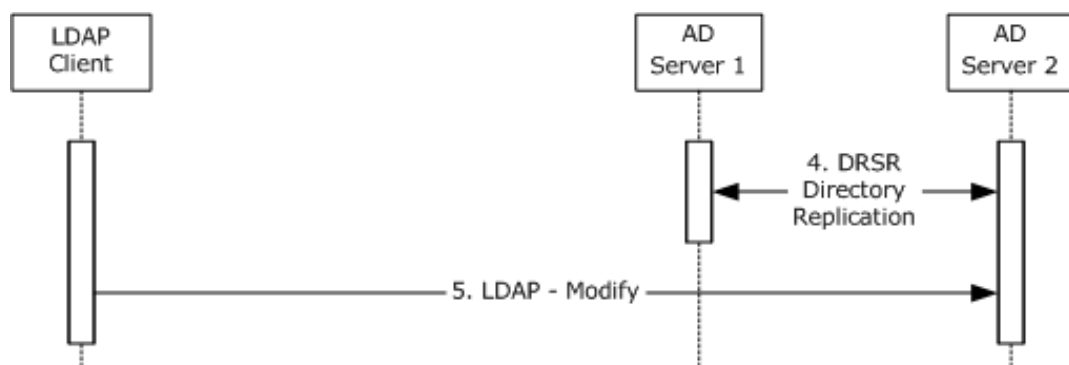 LDAP
Client
AD
Server 1
AD
Server 2
4. DRSR
Directory
Replication
5. LDAP - Modify